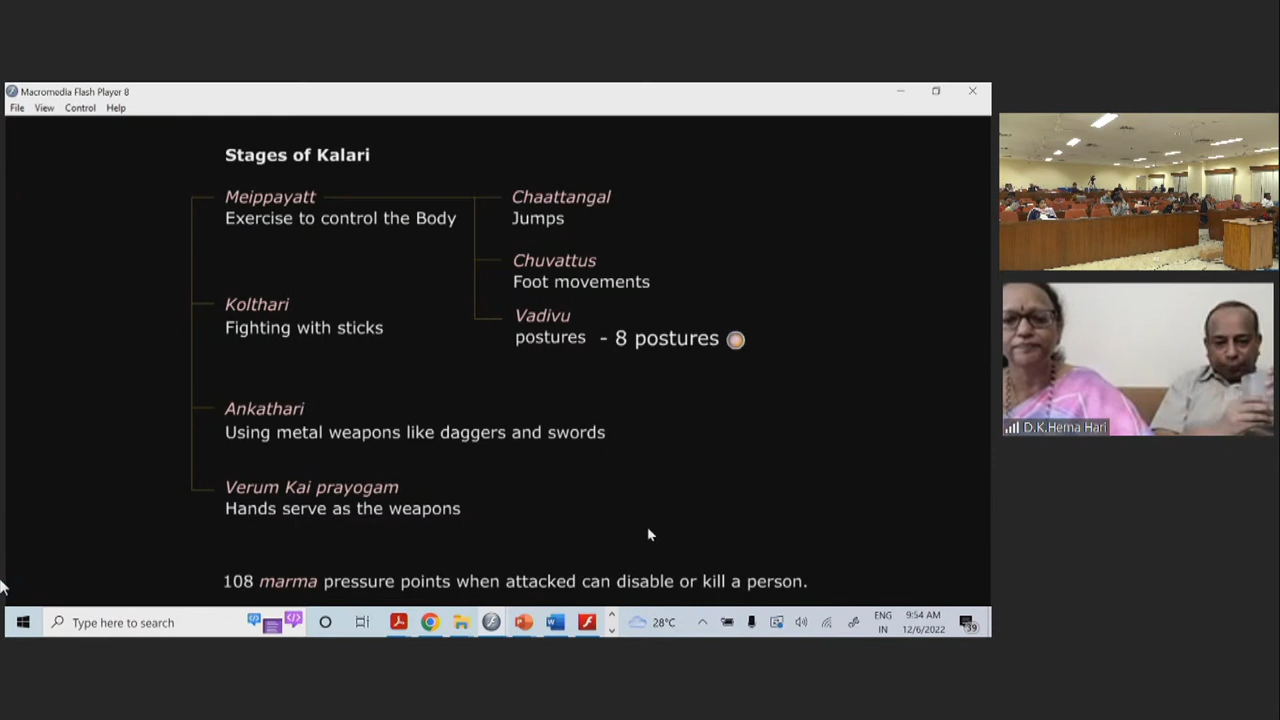 Macromedia Flash Player 8
File View Control Help
Stages of Kalari
Meippayatt
Exercise to control the Body
Chaattangal
Jumps
Chuvattus
Foot movements
Kolthari
Fighting with sticks
Vadivu
postures - 8 postures
Ankathari
Using metal weapons like daggers and swords
Verum Kai prayogam
Hands serve as the weapons
108 marma pressure points when attacked can disable or kill a person.
D.K.Hema Hari
Type here to search
28°C
ENG
IN
9:54 AM
12/6/2022
39